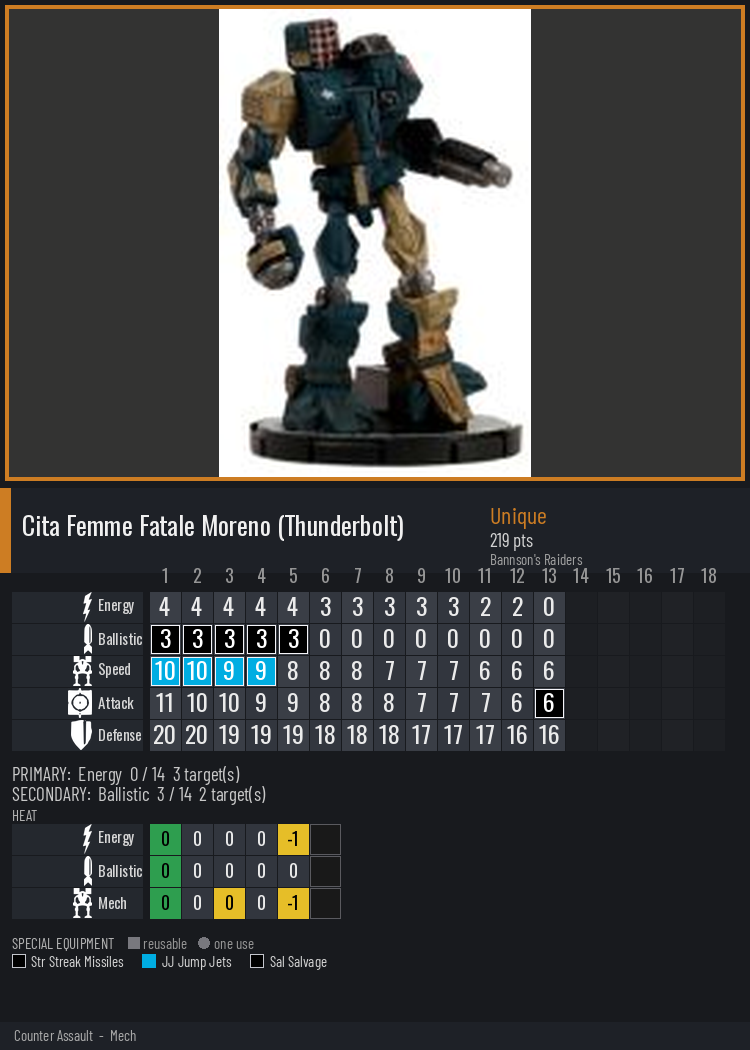 Cita Femme Fatale Moreno (Thunderbolt)
Unique
219 pts
Bannson's Raiders
1 2 3 4 5 6 7 8 9 10 11 12 13 14 15 16 17 18
Energy 4 4 4 4 4 3 3 3 3 3 2 2 0
Ballistic 3 3 3 3 3 0 0 0 0 0 0 0 0
Speed 10 10 9 9 8 8 8 7 7 7 6 6 6
Attack 11 10 10 9 9 8 8 8 7 7 7 6 6
Defense 20 20 19 19 19 18 18 18 17 17 17 16 16
PRIMARY: Energy 0 / 14 3 target(s)
SECONDARY: Ballistic 3 / 14 2 target(s)
HEAT
Energy 0 0 0 0 -1
Ballistic 0 0 0 0 0
Mech 0 0 0 0 -1
SPECIAL EQUIPMENT reusable one use
Str Streak Missiles JJ Jump Jets Sal Salvage
Counter Assault - Mech